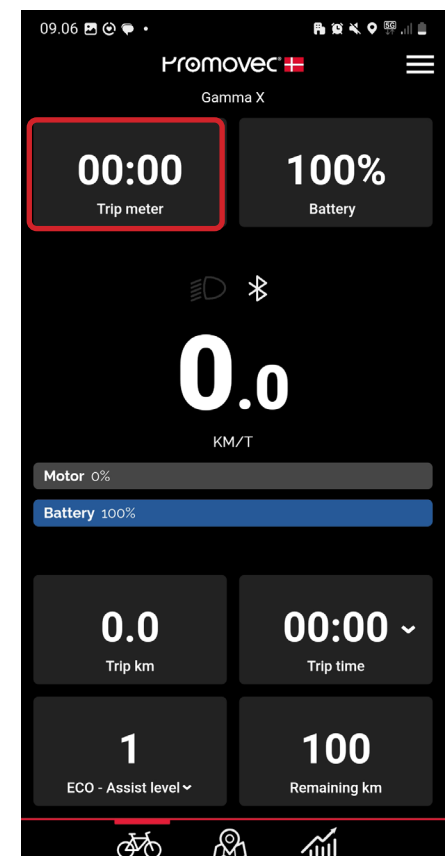 09.06
5G
Promovec
Gamma X
00:00
Trip meter
100%
Battery
0.0
KM/T
Motor 0%
Battery 100%
0.0
Trip km
00:00
Trip time
1
ECO - Assist level
100
Remaining km